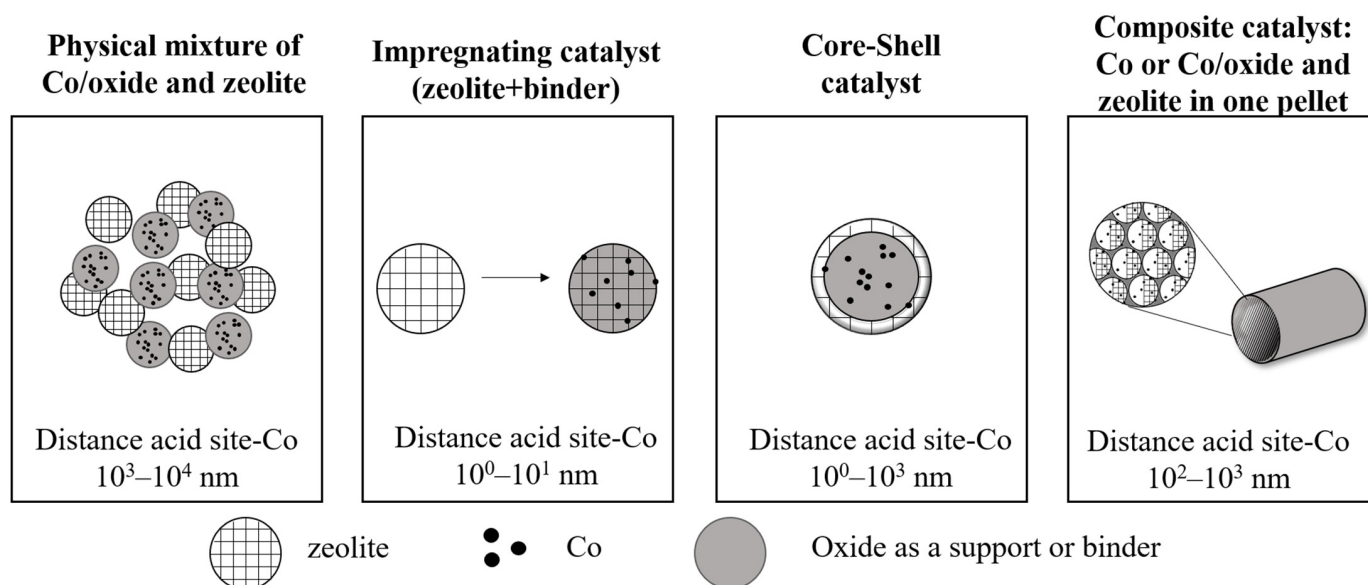 Physical mixture of
Co/oxide and zeolite
Impregnating catalyst
(zeolite+binder)
Core-Shell
catalyst
Composite catalyst:
Co or Co/oxide and
zeolite in one pellet
Distance acid site-Co
10³–10⁴ nm
Distance acid site-Co
10⁰–10¹ nm
Distance acid site-Co
10⁰–10³ nm
Distance acid site-Co
10²–10³ nm
zeolite
Co
Oxide as a support or binder